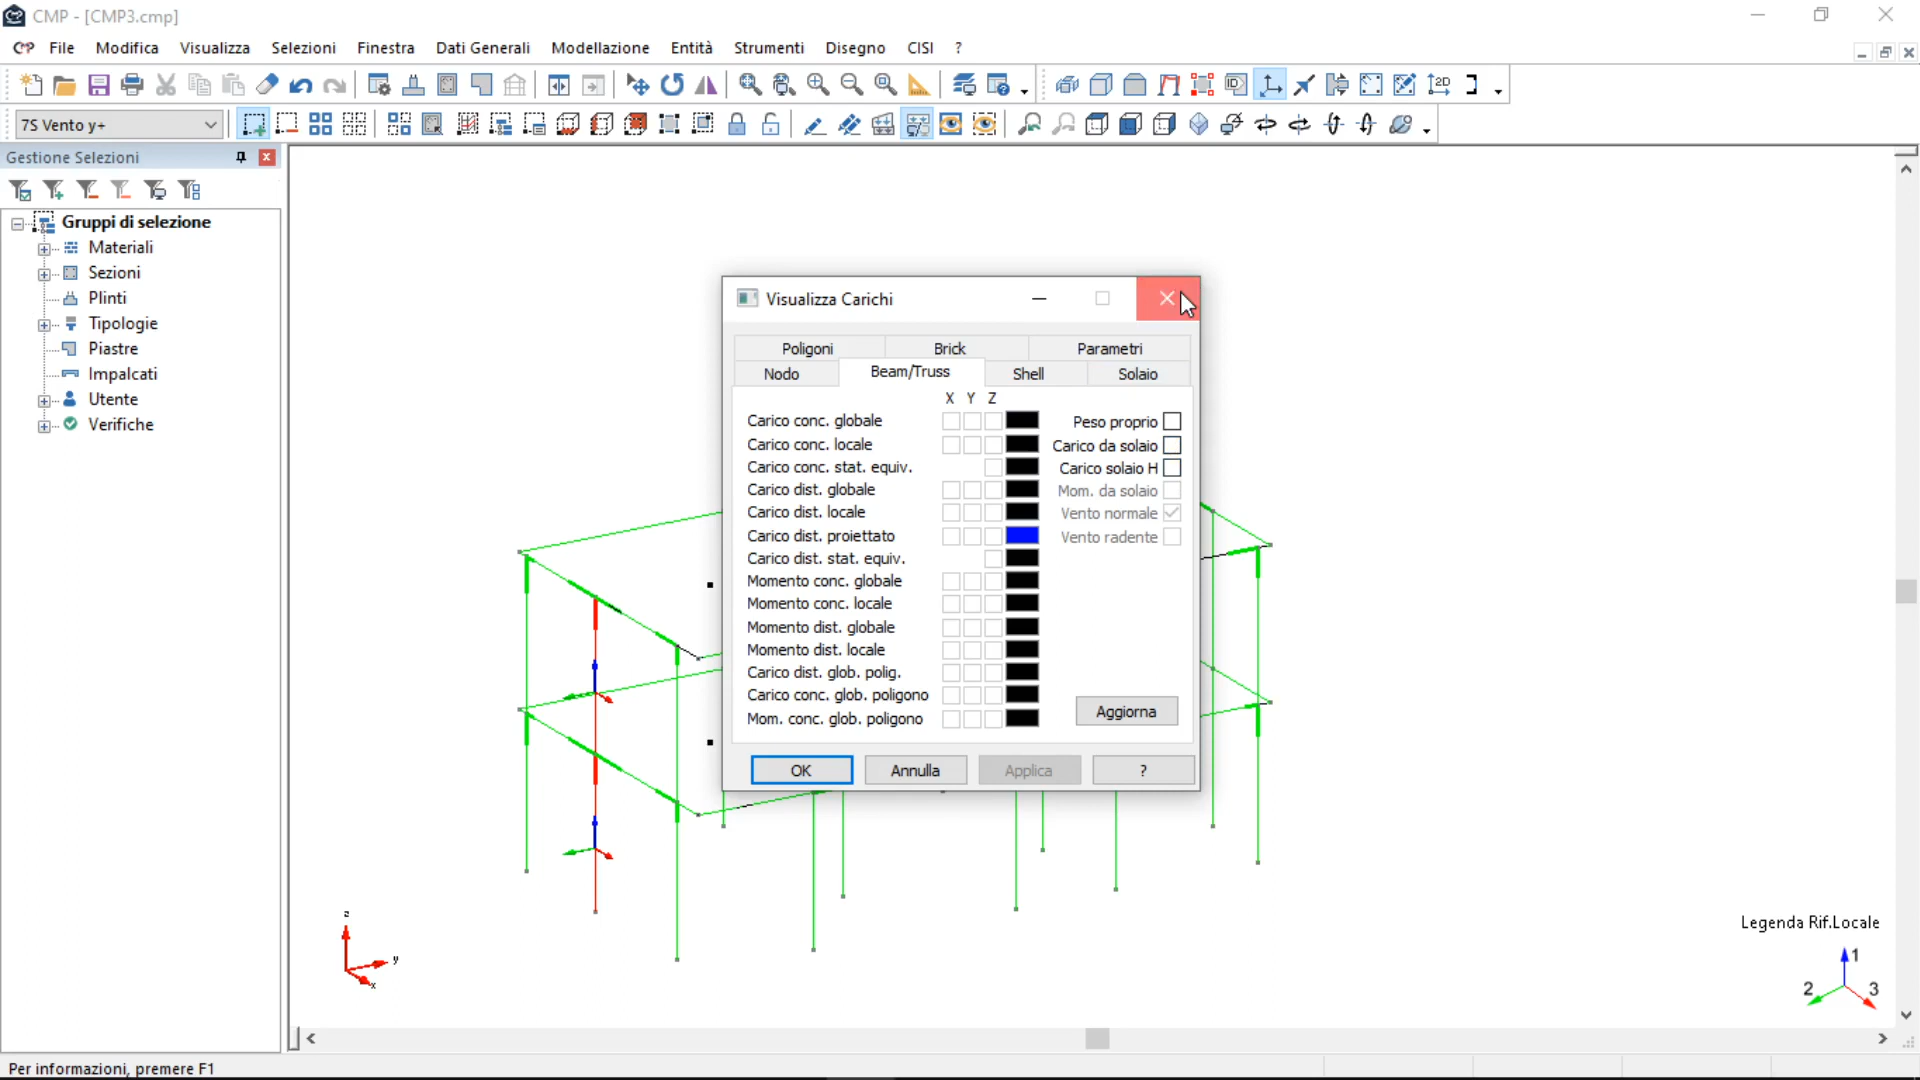 CMP - [CMP3.cmp]
File Modifica Visualizza Selezioni Finestra Dati Generali Modellazione Entità Strumenti Disegno CISI ?
7S Vento y+
Gestione Selezioni
Gruppi di selezione
Materiali
Sezioni
Plinti
Tipologie
Piastre
Impalcati
Utente
Verifiche
Visualizza Carichi
Poligoni Brick Parametri
Nodo Beam/Truss Shell Solaio
X Y Z
Carico conc. globale Peso proprio
Carico conc. locale Carico da solaio
Carico conc. stat. equiv. Carico solaio H
Carico dist. globale Mom. da solaio
Carico dist. locale Vento normale
Carico dist. proiettato Vento radente
Carico dist. stat. equiv.
Momento conc. globale
Momento conc. locale
Momento dist. globale
Momento dist. locale
Carico dist. glob. polig.
Carico conc. glob. poligono
Mom. conc. glob. poligono
Aggiorna
OK Annulla Applica ?
z
y
x
Legenda Rif.Locale
1
2 3
Per informazioni, premere F1